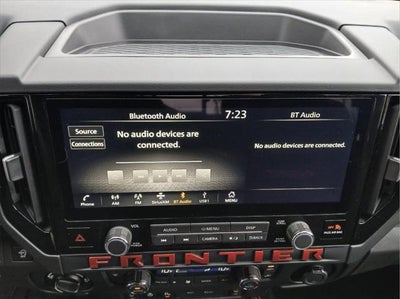 Bluetooth Audio 7:23 BT Audio
Source
Connections
No audio devices are
connected.
No audio devices are connected.
Phone AM FM SiriusXM BT Audio USB1 MENU
VOL AUDIO MENU DISP
CAMERA
FRONTIER